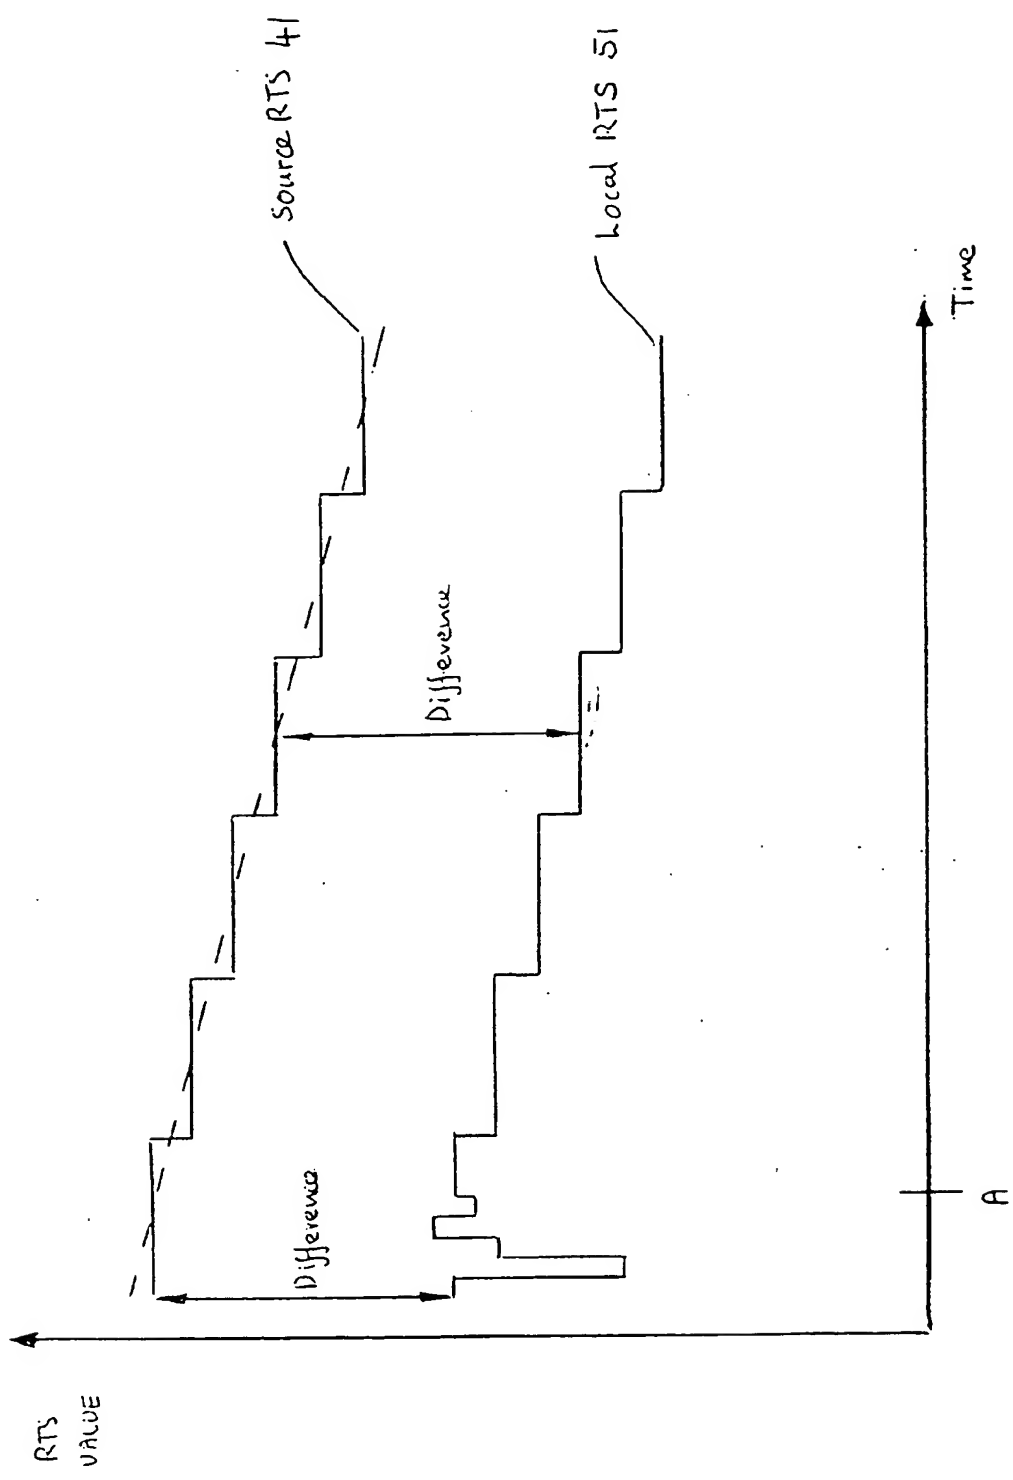 RTS
VALUE
Difference
Difference
Source RTS 41
Local RTS 51
A
Time